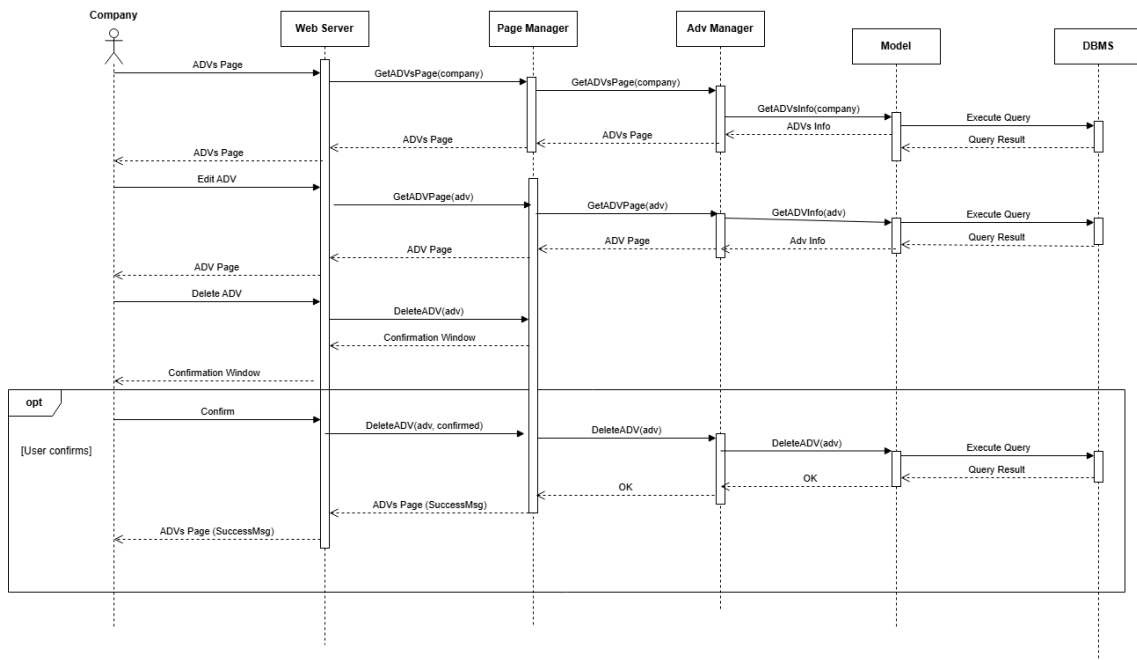 Company
Web Server
Page Manager
Adv Manager
Model
DBMS
ADVs Page
GetADVsPage(company)
GetADVsPage(company)
GetADVsInfo(company)
Execute Query
ADVs Info
Query Result
ADVs Page
ADVs Page
ADVs Page
Edit ADV
GetADVPage(adv)
GetADVPage(adv)
GetADVInfo(adv)
Execute Query
Query Result
Adv Info
ADV Page
ADV Page
ADV Page
Delete ADV
DeleteADV(adv)
Confirmation Window
Confirmation Window
opt
[User confirms]
Confirm
DeleteADV(adv, confirmed)
DeleteADV(adv)
DeleteADV(adv)
Execute Query
Query Result
OK
OK
ADVs Page (SuccessMsg)
ADVs Page (SuccessMsg)